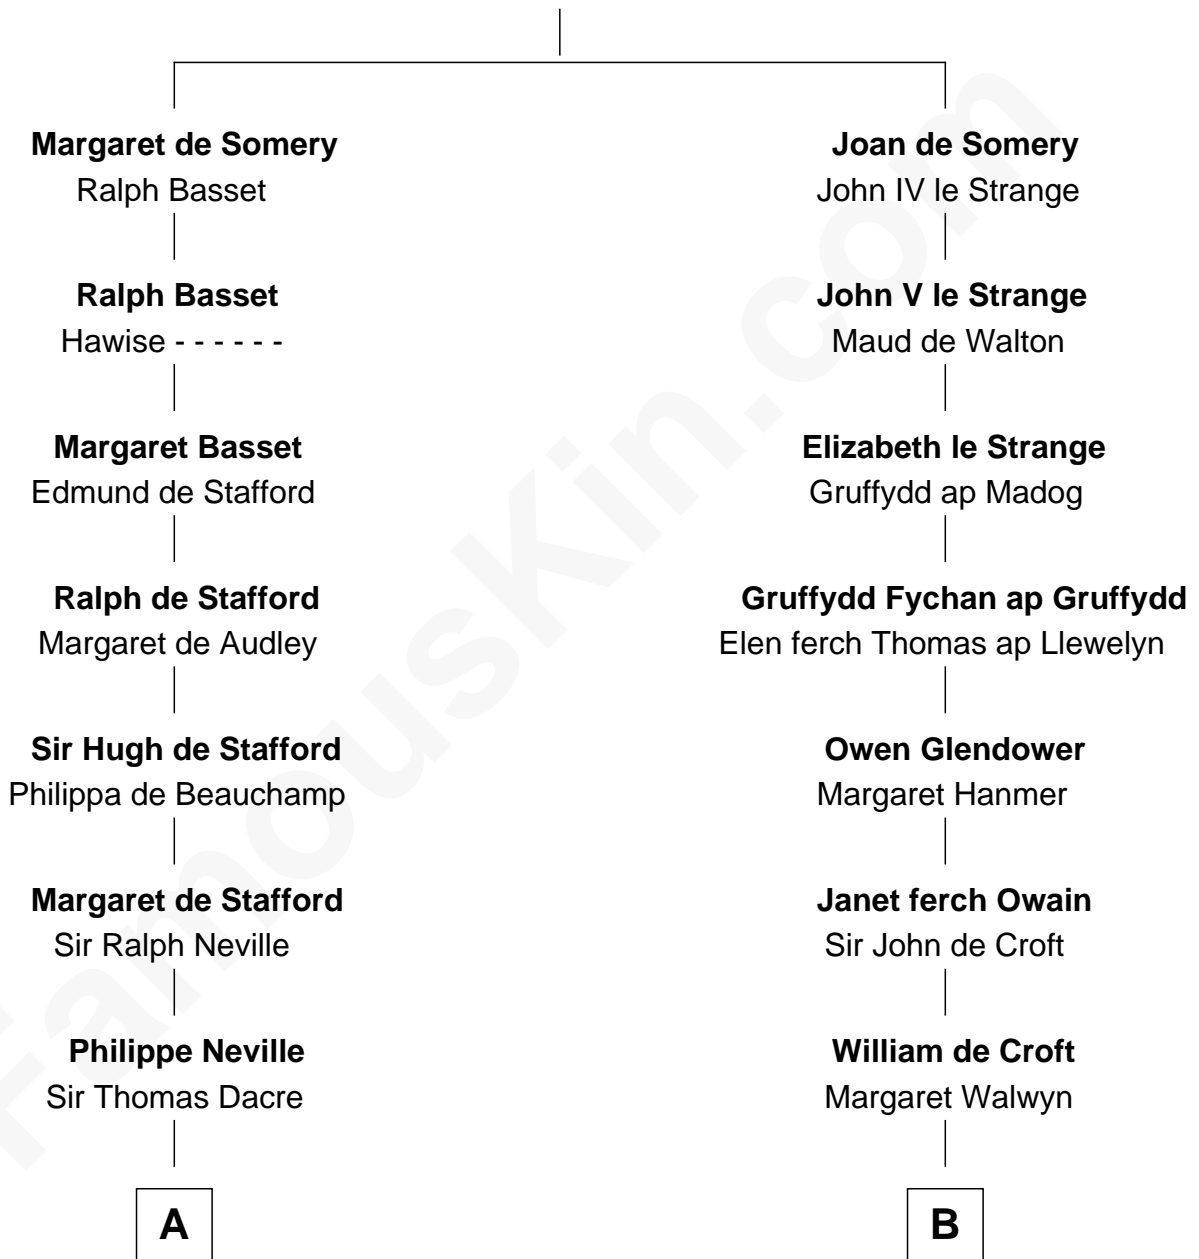 Margaret de Somery
Ralph Basset
Ralph Basset
Hawise - - - - - -
Margaret Basset
Edmund de Stafford
Ralph de Stafford
Margaret de Audley
Sir Hugh de Stafford
Philippa de Beauchamp
Margaret de Stafford
Sir Ralph Neville
Philippe Neville
Sir Thomas Dacre
A
Joan de Somery
John IV le Strange
John V le Strange
Maud de Walton
Elizabeth le Strange
Gruffydd ap Madog
Gruffydd Fychan ap Gruffydd
Elen ferch Thomas ap Llewelyn
Owen Glendower
Margaret Hanmer
Janet ferch Owain
Sir John de Croft
William de Croft
Margaret Walwyn
B
FamousKin.com